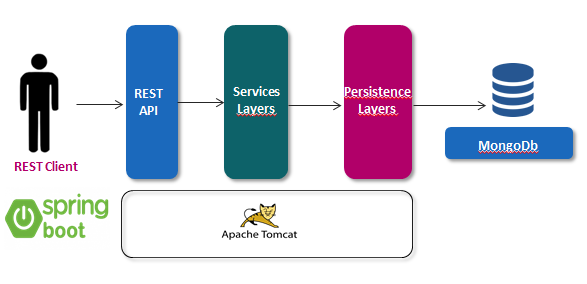 REST
API
Services
Layers
Persistence
Layers
REST Client
MongoDb
spring
boot
Apache Tomcat